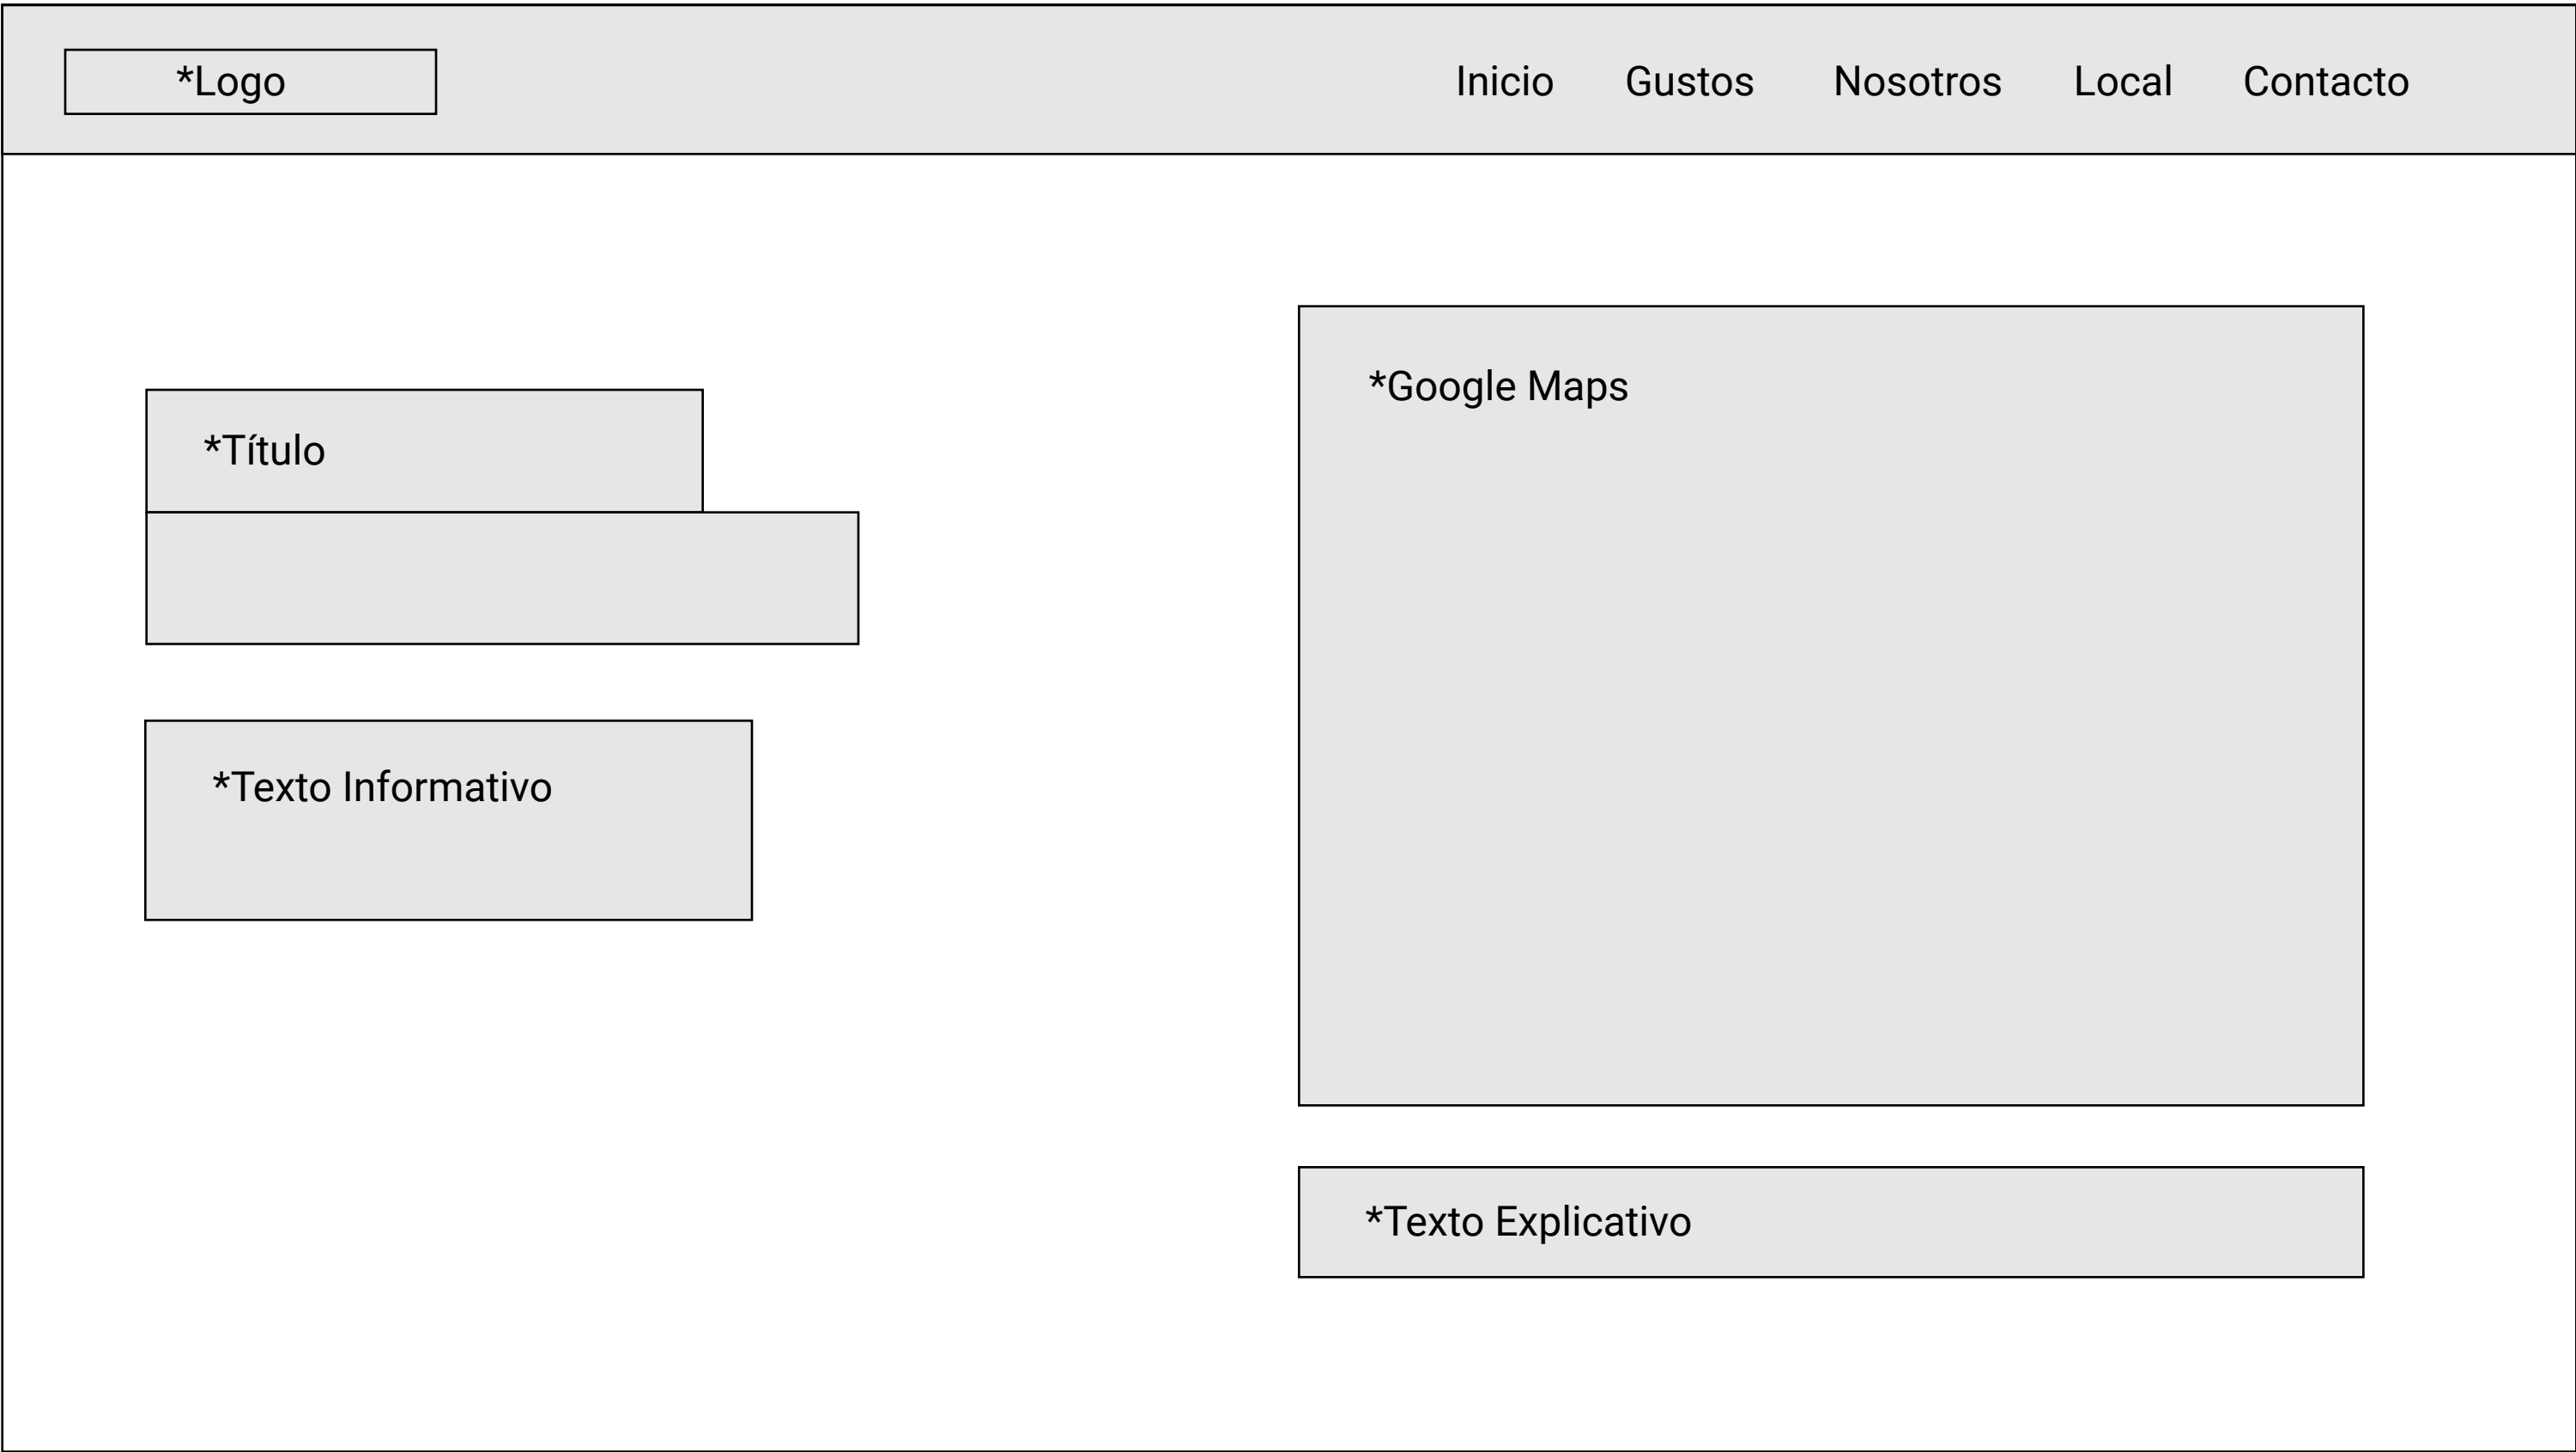 *Logo
Inicio Gustos Nosotros Local Contacto
*Título
*Texto Informativo
*Google Maps
*Texto Explicativo